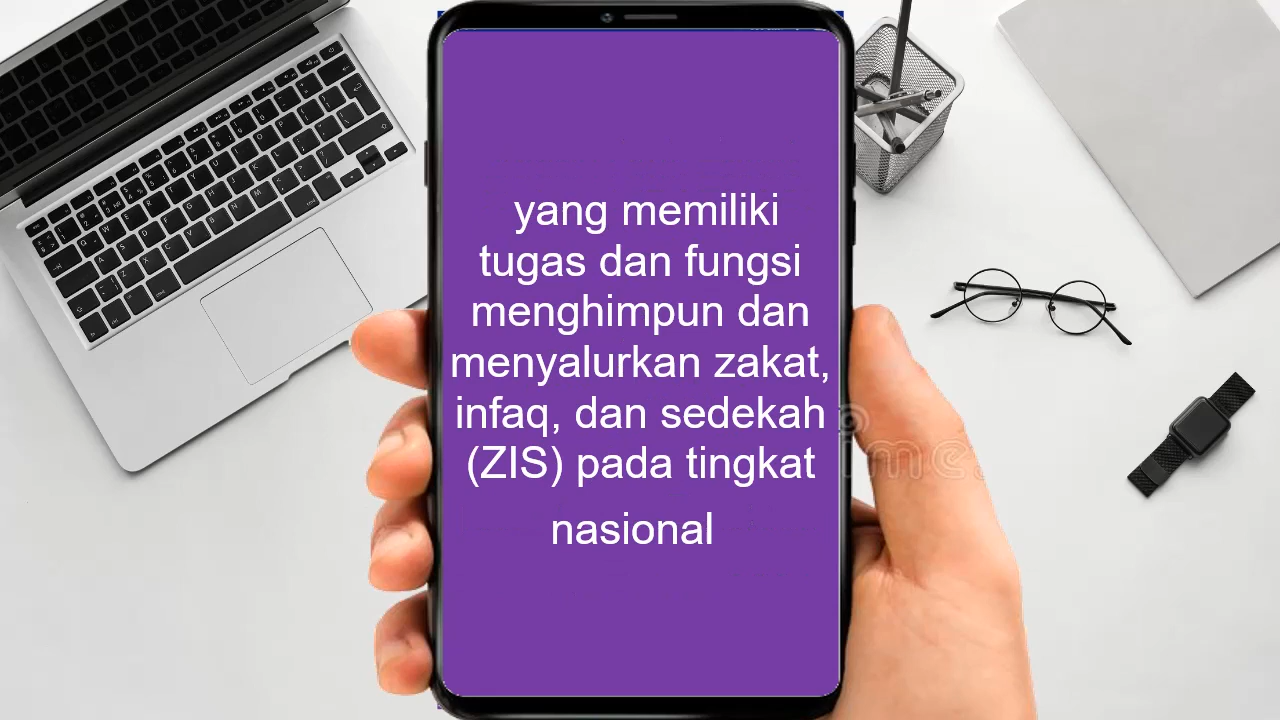 yang memiliki
tugas dan fungsi
menghimpun dan
menyalurkan zakat,
infaq, dan sedekah
(ZIS) pada tingkat
nasional